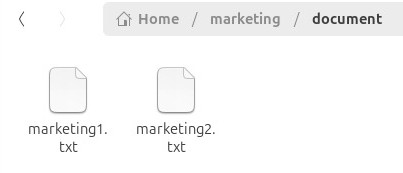 Home / marketing / document
marketing1. marketing2.
txt txt